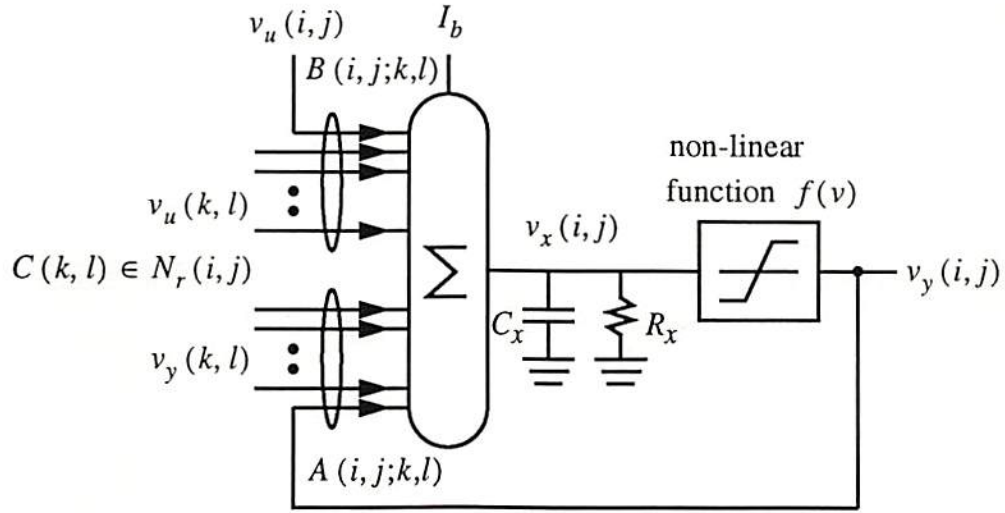 v_u (i, j)
I_b
B (i, j;k,l)
non-linear
function f(v)
v_u (k, l)
v_x (i, j)
C (k, l) ∈ N_r (i, j)
Σ
v_y (i, j)
C_x
R_x
v_y (k, l)
A (i, j;k,l)